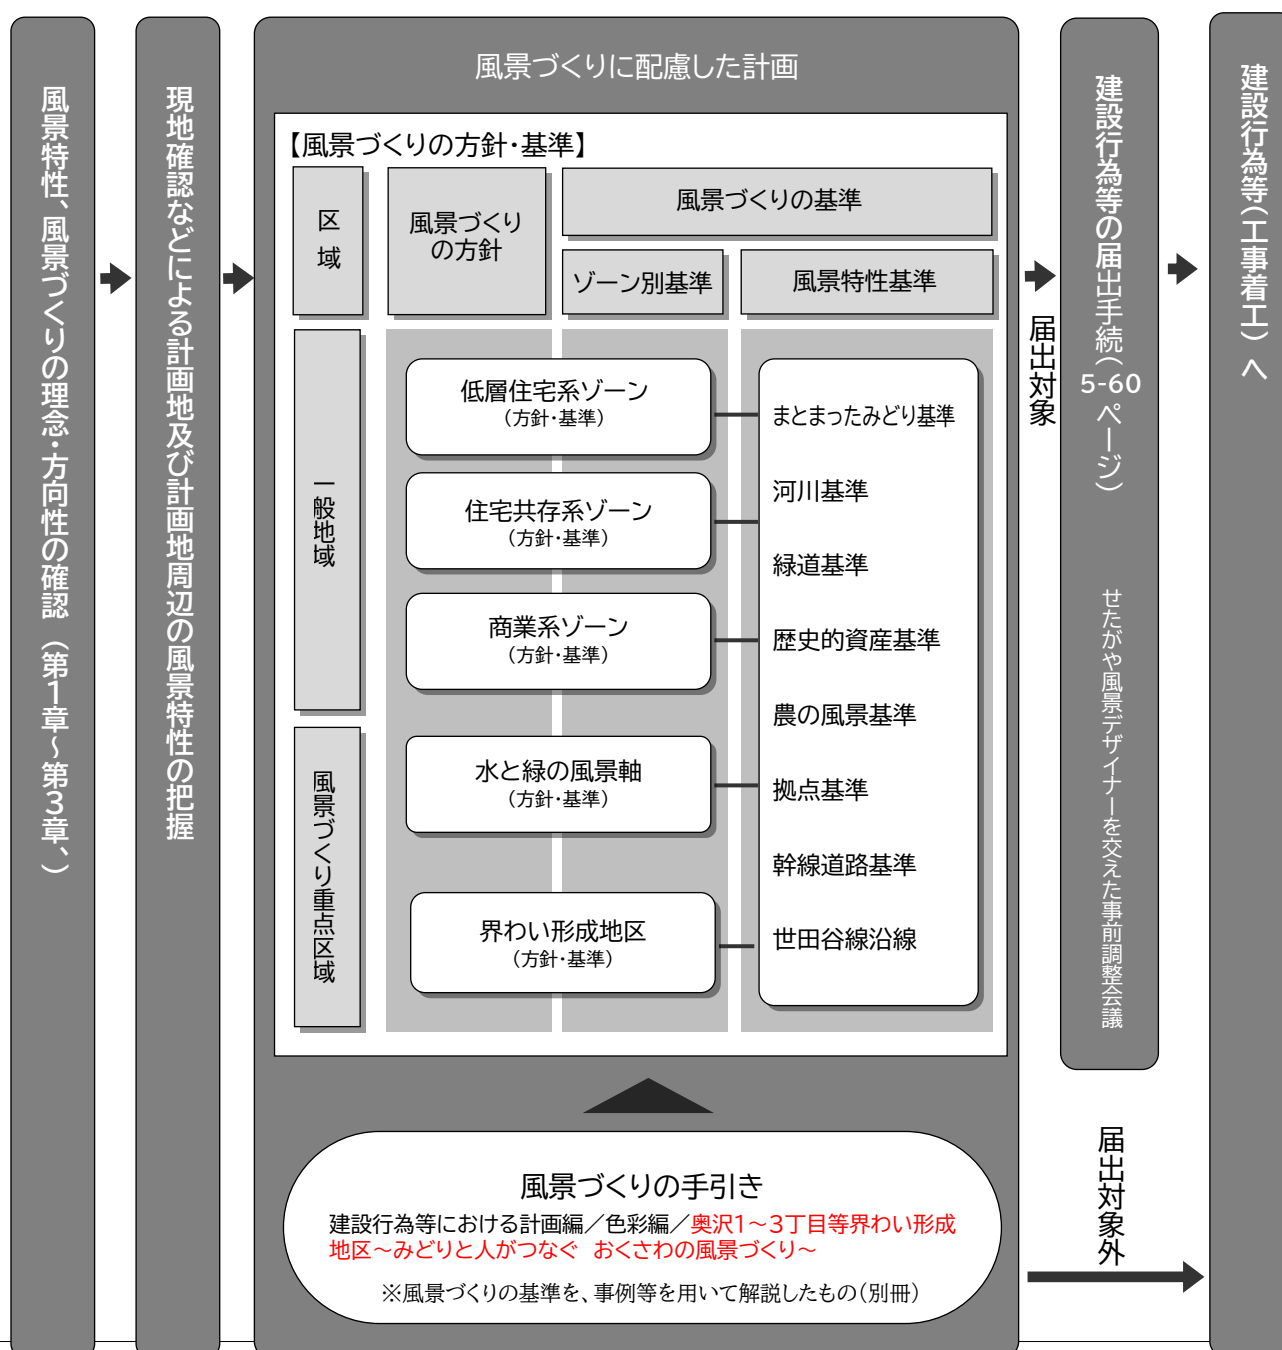 風景特性、風景づくりの理念・方向性の確認（第1章～第3章、）
現地確認などによる計画地及び計画地周辺の風景特性の把握
風景づくりに配慮した計画
【風景づくりの方針・基準】
区域
風景づくり
の方針
風景づくりの基準
ゾーン別基準
風景特性基準
一般地域
低層住宅系ゾーン
（方針・基準）
住宅共存系ゾーン
（方針・基準）
商業系ゾーン
（方針・基準）
風景づくり重点区域
水と緑の風景軸
（方針・基準）
界わい形成地区
（方針・基準）
まとまったみどり基準
河川基準
緑道基準
歴史的資産基準
農の風景基準
拠点基準
幹線道路基準
世田谷線沿線
風景づくりの手引き
建設行為等における計画編／色彩編／奥沢1～3丁目等界わい形成
地区～みどりと人がつなぐ　おくさわの風景づくり～
※風景づくりの基準を、事例等を用いて解説したもの（別冊）
届出対象
建設行為等の届出手続（5-60ページ）
せたがや風景デザイナーを交えた事前調整会議
届出対象外
建設行為等（工事着工）へ